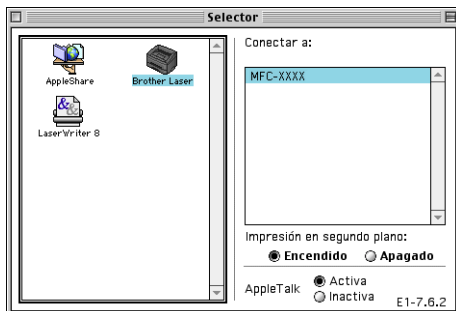 Selector
AppleShare
Brother Laser
LaserWriter 8
Conectar a:
MFC-XXXX
Impresión en segundo plano:
Encendido Apagado
AppleTalk
Activa
Inactiva
E1-7.6.2